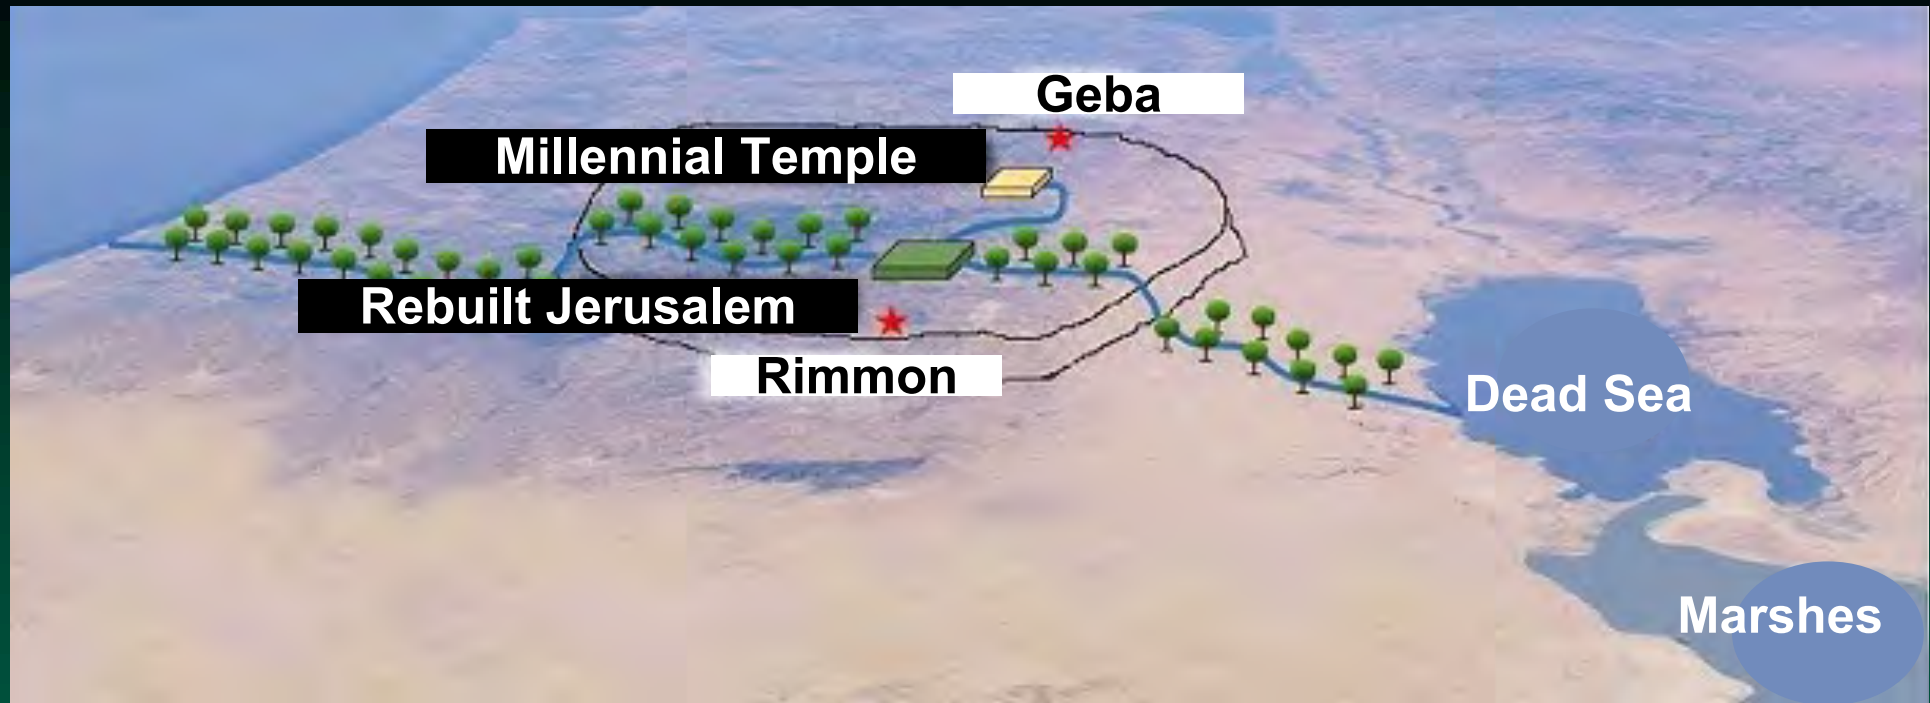 Geba
Millennial Temple
Rebuilt Jerusalem
Rimmon
Dead Sea
Marshes